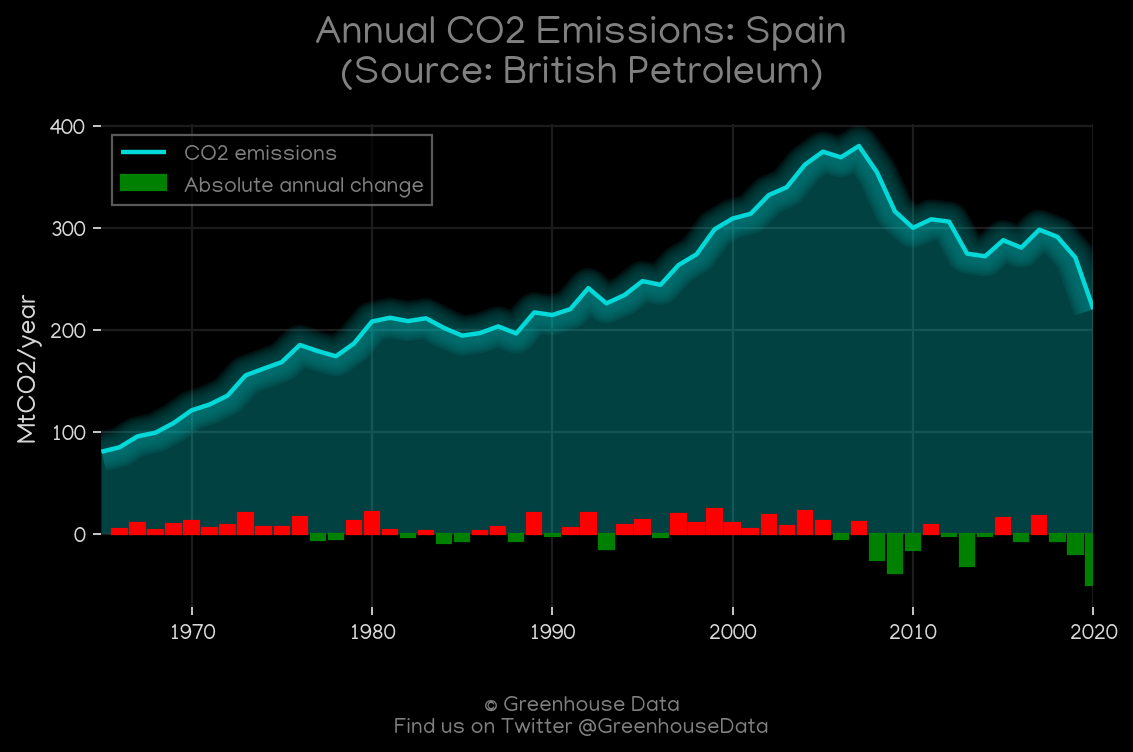 Annual CO2 Emissions: Spain
(Source: British Petroleum)
CO2 emissions
Absolute annual change
MtCO2/year
400
300
200
100
0
1970
1980
1990
2000
2010
2020
© Greenhouse Data
Find us on Twitter @GreenhouseData